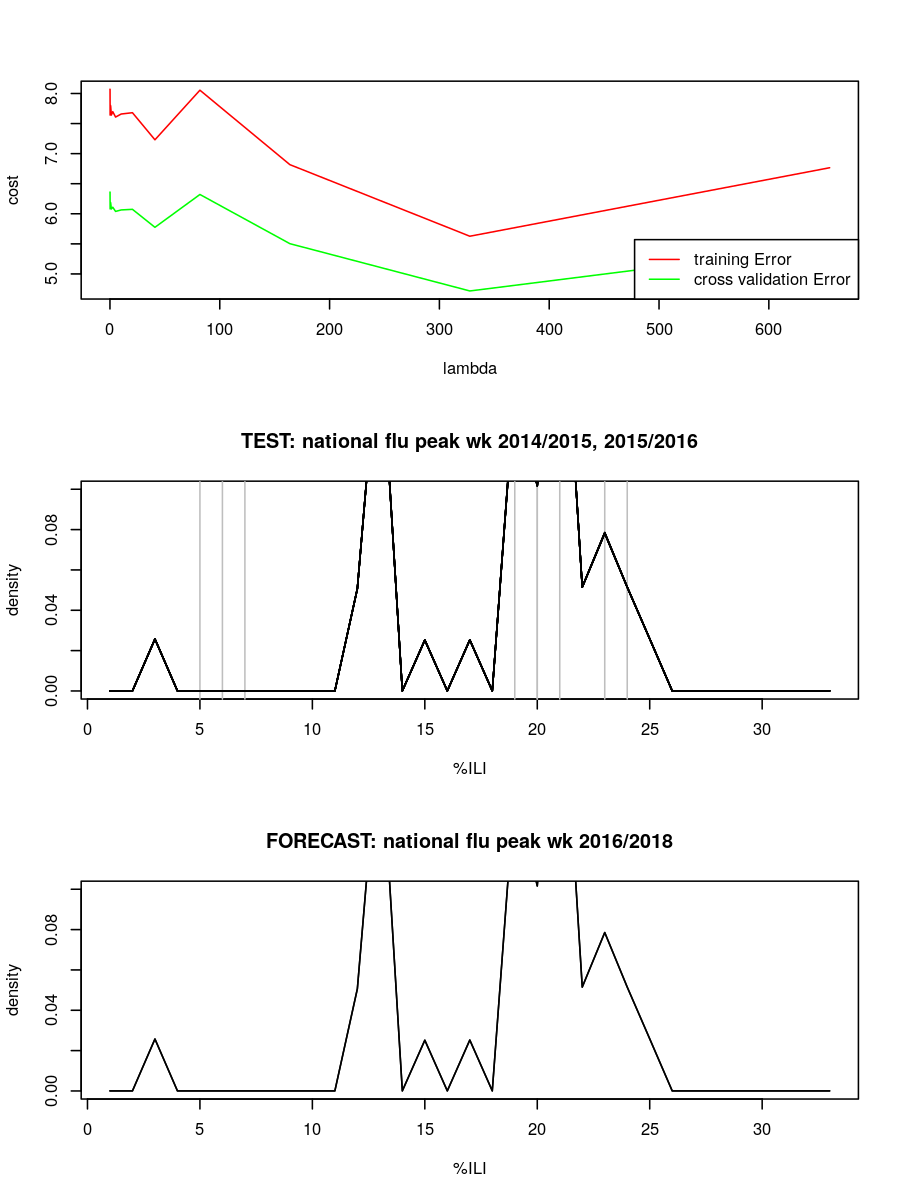 8.0
7.0
6.0
5.0
cost
training Error
cross validation Error
0 100 200 300 400 500 600
lambda
TEST: national flu peak wk 2014/2015, 2015/2016
0.08
0.04
0.00
density
0 5 10 15 20 25 30
%ILI
FORECAST: national flu peak wk 2016/2018
0.08
0.04
0.00
density
0 5 10 15 20 25 30
%ILI